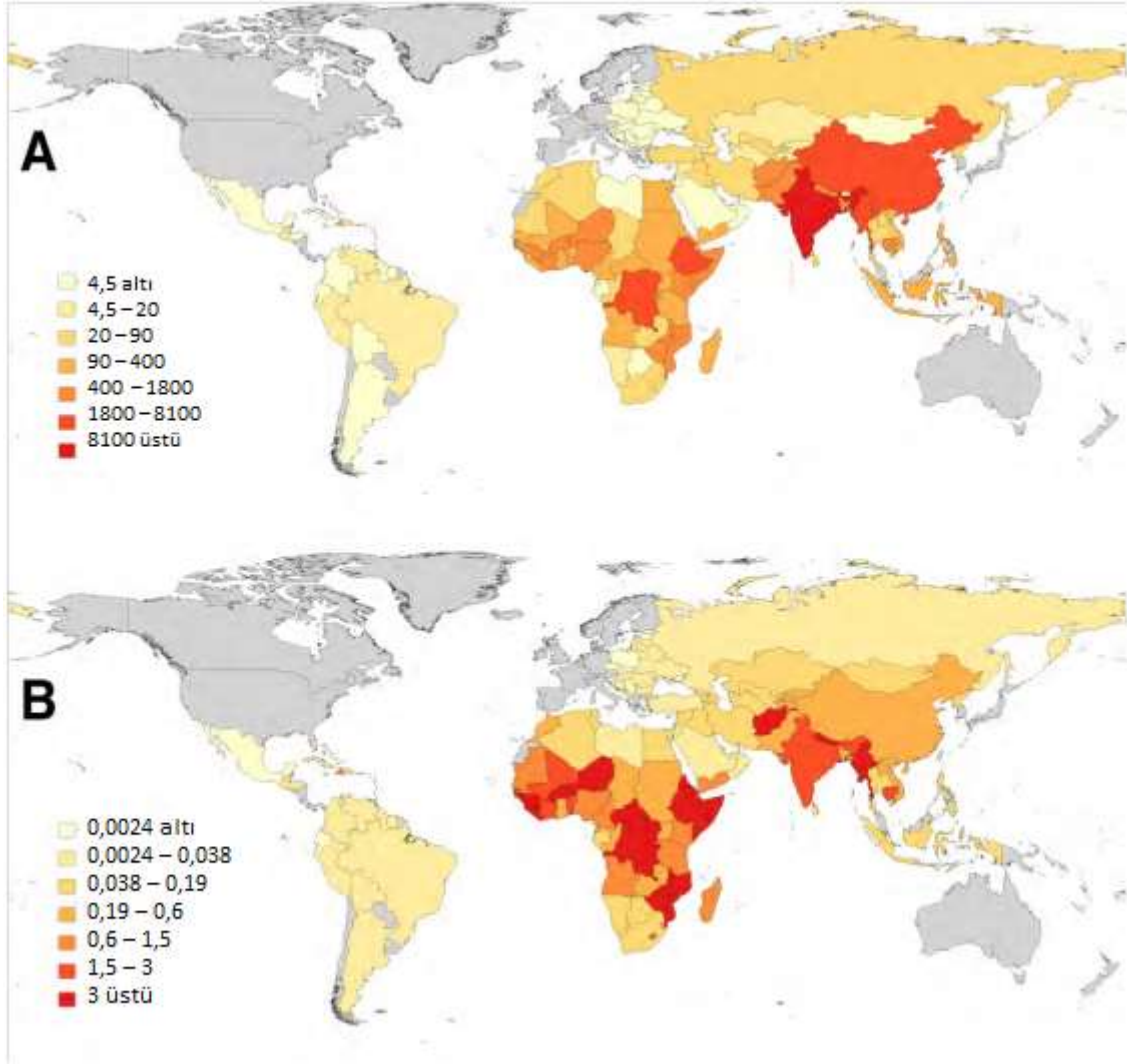 A
4,5 altı
4,5 – 20
20 – 90
90 – 400
400 – 1800
1800 – 8100
8100 üstü
B
0,0024 altı
0,0024 – 0,038
0,038 – 0,19
0,19 – 0,6
0,6 – 1,5
1,5 – 3
3 üstü